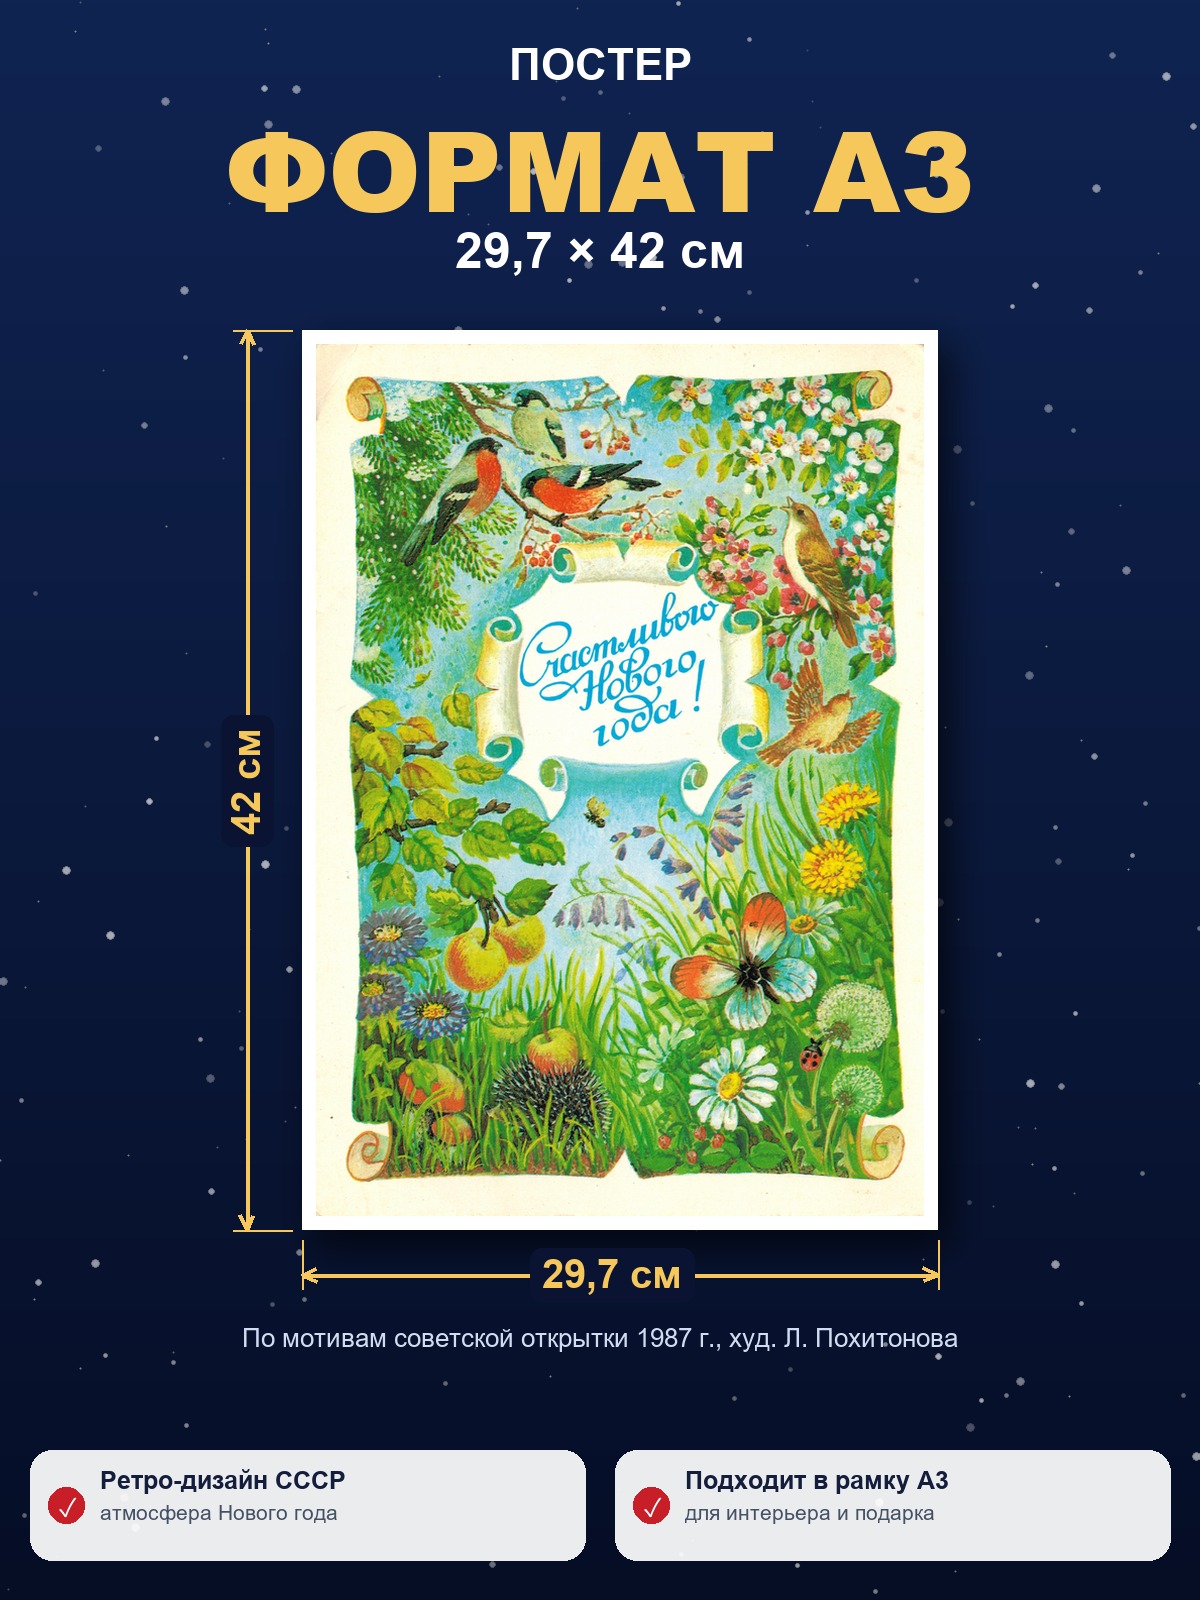 ПОСТЕР
ФОРМАТ А3
29,7 × 42 см
Счастливого
Нового
года!
42 см
29,7 см
По мотивам советской открытки 1987 г., худ. Л. Похитонова
Ретро-дизайн СССР
атмосфера Нового года
Подходит в рамку А3
для интерьера и подарка